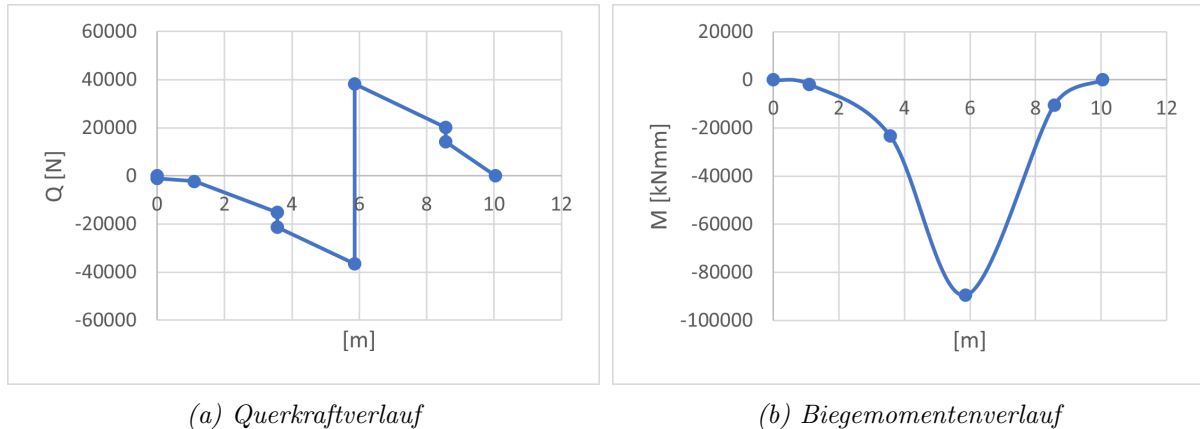 60000
40000
20000
0
-20000
-40000
-60000
Q [N]
0 2 4 6 8 10 12
[m]
20000
0
-20000
-40000
-60000
-80000
-100000
M [kNmm]
0 2 4 6 8 10 12
[m]
(a) Querkraftverlauf
(b) Biegemomentenverlauf